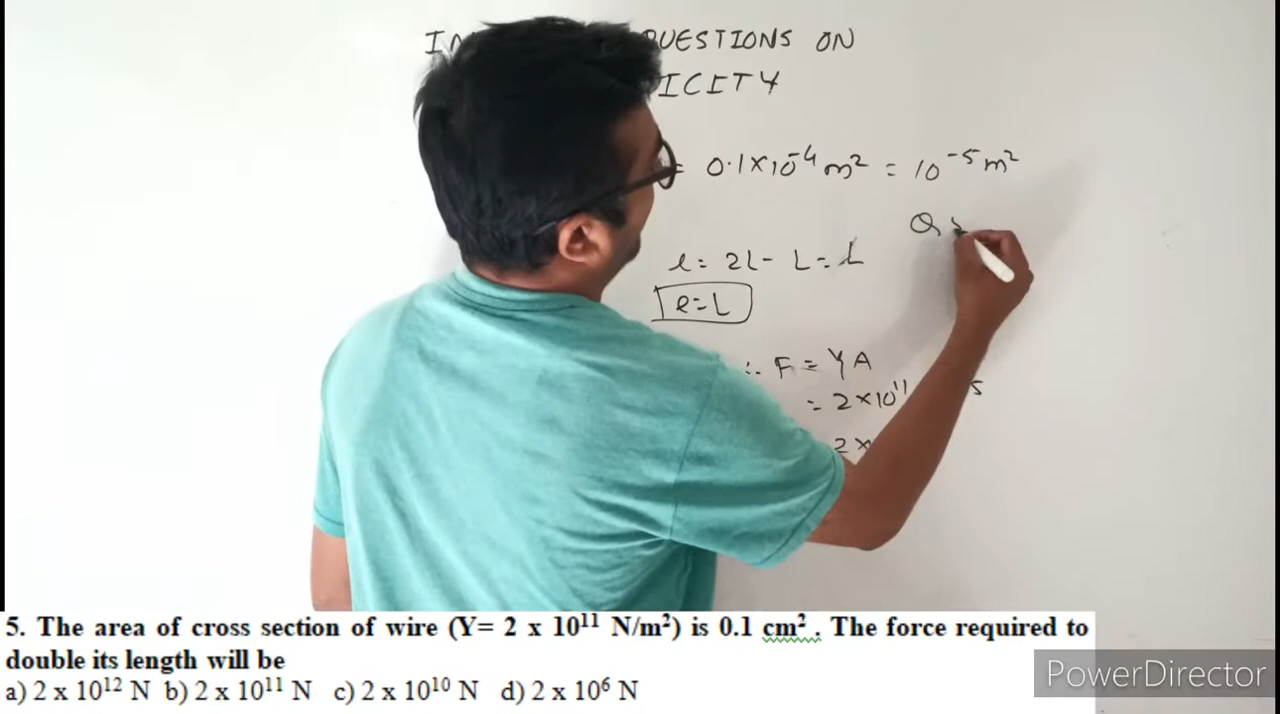 QUESTIONS ON
ICITY
= 0.1×10⁻⁴ m² = 10⁻⁵ m²
l = 2L - L = L
l = L
∴ F = YA
= 2×10¹¹
2×
5. The area of cross section of wire (Y= 2 x 10¹¹ N/m²) is 0.1 cm² . The force required to
double its length will be
a) 2 x 10¹² N b) 2 x 10¹¹ N c) 2 x 10¹⁰ N d) 2 x 10⁶ N
PowerDirector